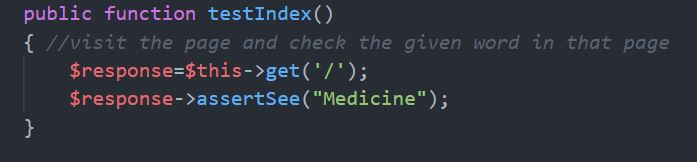 public function testIndex()
{ //visit the page and check the given word in that page
$response=$this->get('/');
$response->assertSee("Medicine");
}